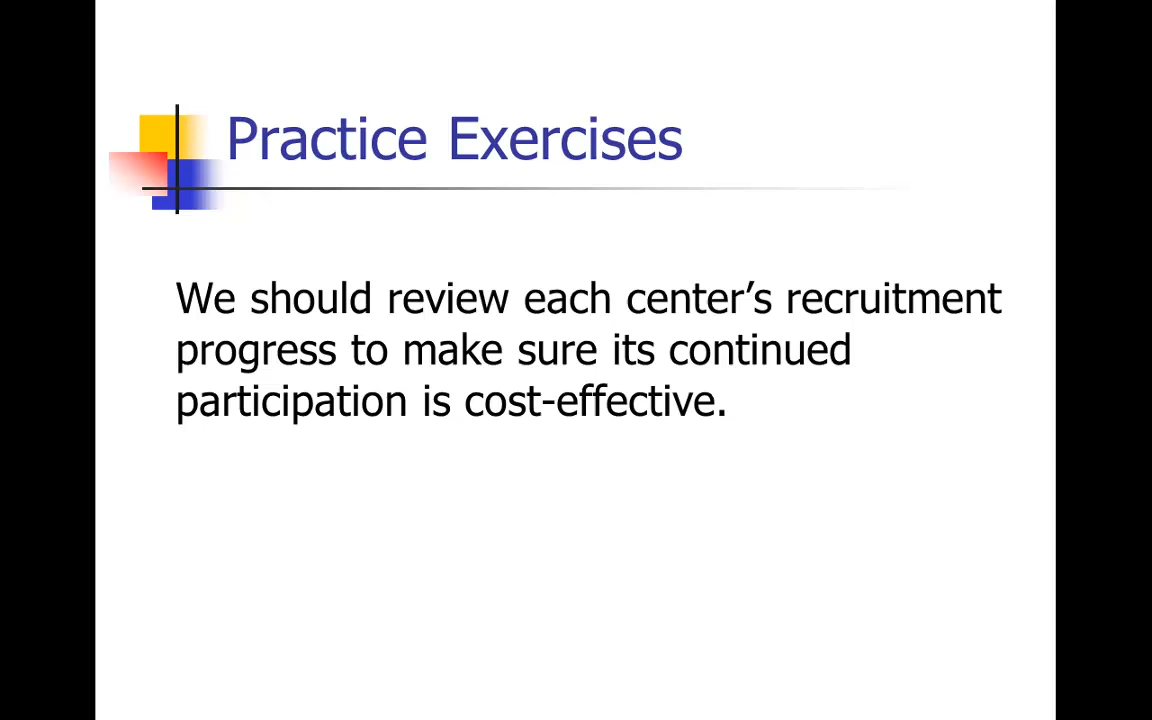 Practice Exercises
We should review each center’s recruitment
progress to make sure its continued
participation is cost-effective.